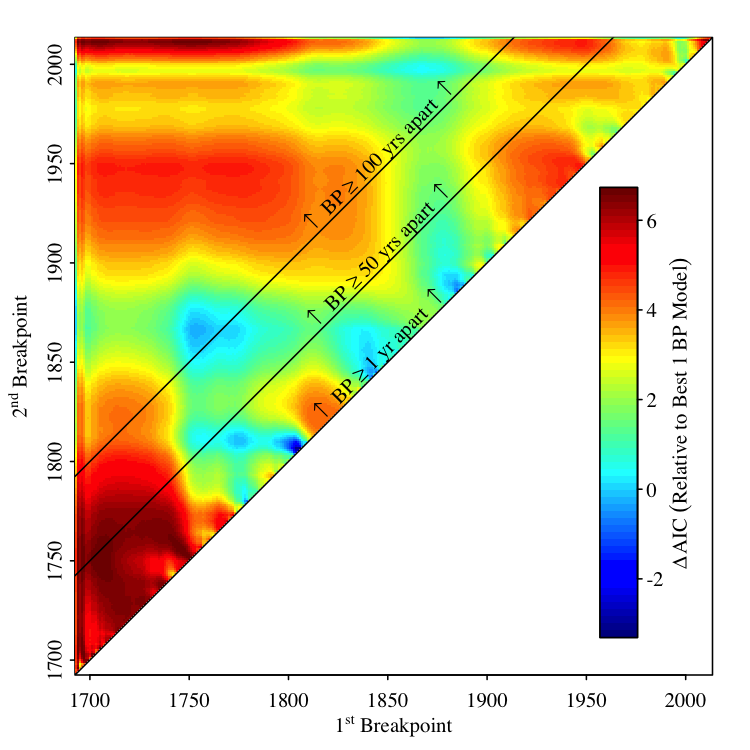 2000
1950
1900
1850
1800
1750
1700
2nd Breakpoint
BP ≥ 100 yrs apart
BP ≥ 50 yrs apart
BP ≥ 1 yr apart
6
4
2
0
-2
ΔAIC (Relative to Best 1 BP Model)
1700 1750 1800 1850 1900 1950 2000
1st Breakpoint